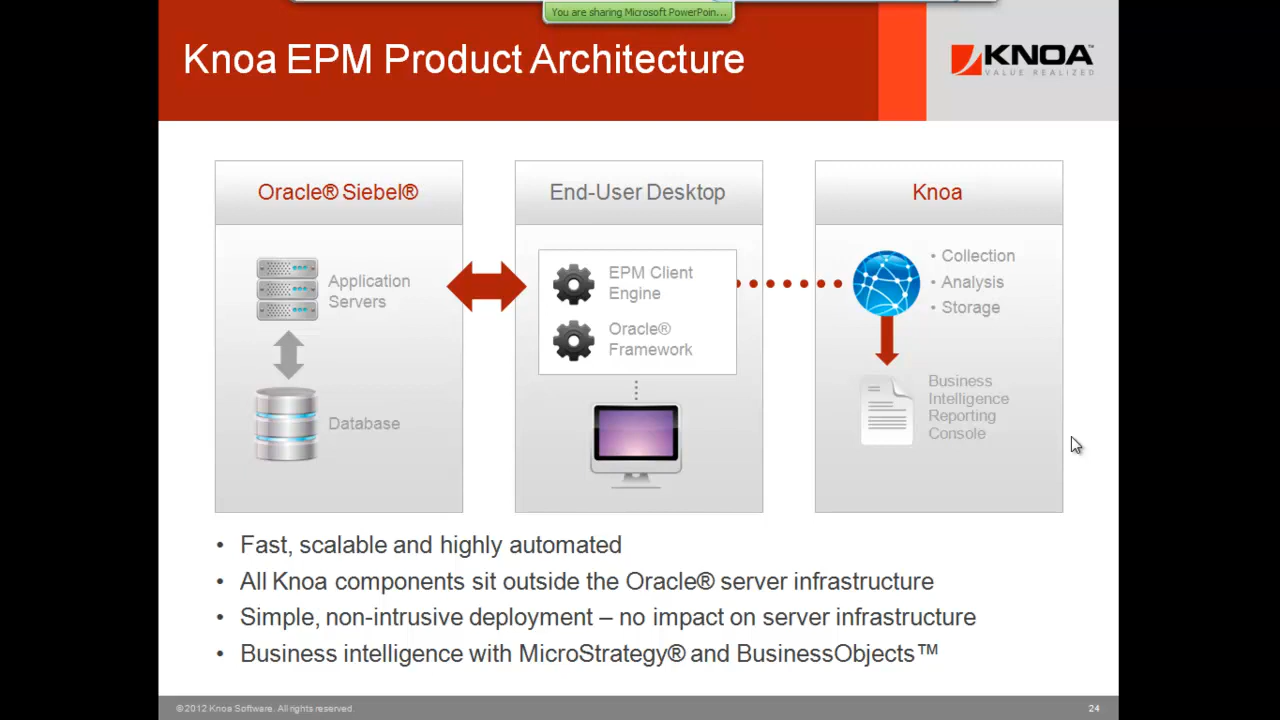 You are sharing Microsoft PowerPoin...
Knoa EPM Product Architecture
KNOA™
VALUE REALIZED
Oracle® Siebel®
Application
Servers
Database
End-User Desktop
EPM Client
Engine
Oracle®
Framework
Knoa
• Collection
• Analysis
• Storage
Business
Intelligence
Reporting
Console
• Fast, scalable and highly automated
• All Knoa components sit outside the Oracle® server infrastructure
• Simple, non-intrusive deployment – no impact on server infrastructure
• Business intelligence with MicroStrategy® and BusinessObjects™
© 2012 Knoa Software. All rights reserved.
24